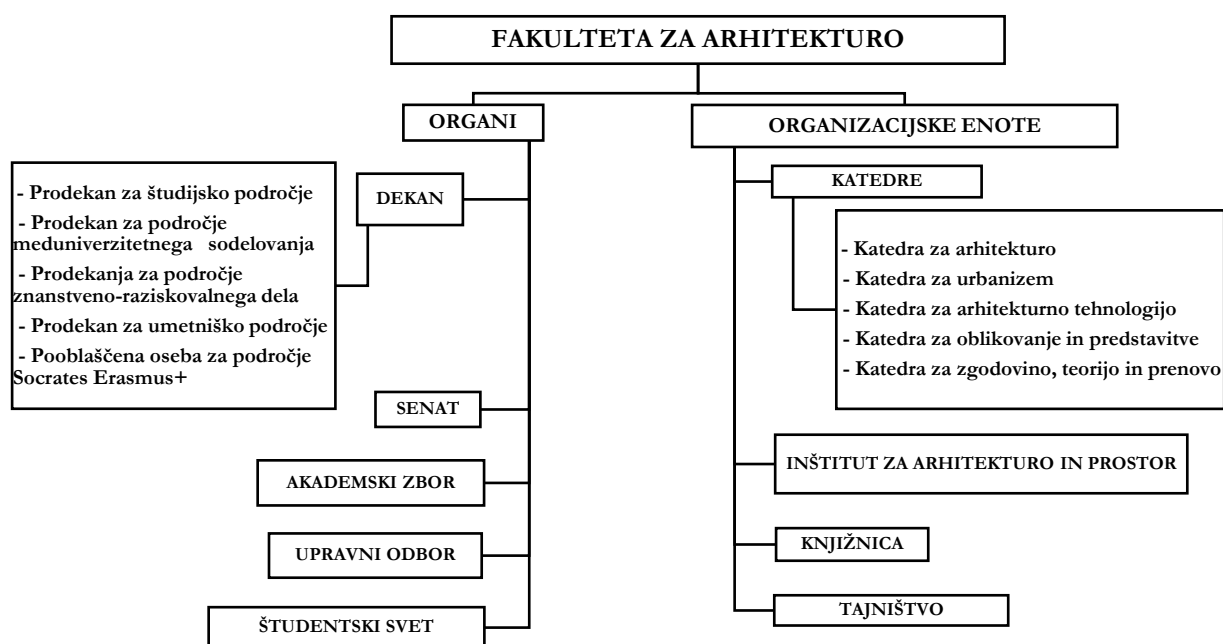 FAKULTETA ZA ARHITEKTURO
ORGANI
DEKAN
- Prodekan za študijsko področje
- Prodekan za področje
meduniverzitetnega sodelovanja
- Prodekanja za področje
znanstveno-raziskovalnega dela
- Prodekan za umetniško področje
- Pooblaščena oseba za področje
Socrates Erasmus+
SENAT
AKADEMSKI ZBOR
UPRAVNI ODBOR
ŠTUDENTSKI SVET
ORGANIZACIJSKE ENOTE
KATEDRE
- Katedra za arhitekturo
- Katedra za urbanizem
- Katedra za arhitekturno tehnologijo
- Katedra za oblikovanje in predstavitve
- Katedra za zgodovino, teorijo in prenovo
INŠTITUT ZA ARHITEKTURO IN PROSTOR
KNJIŽNICA
TAJNIŠTVO